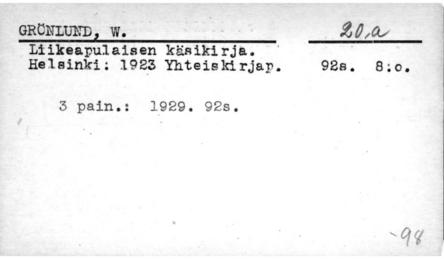 GRÖNLUND, W. 20,a
Liikeapulaisen käsikirja.
Helsinki: 1923 Yhteiskirjap. 92s. 8:o.
3 pain.: 1929. 92s.
-98